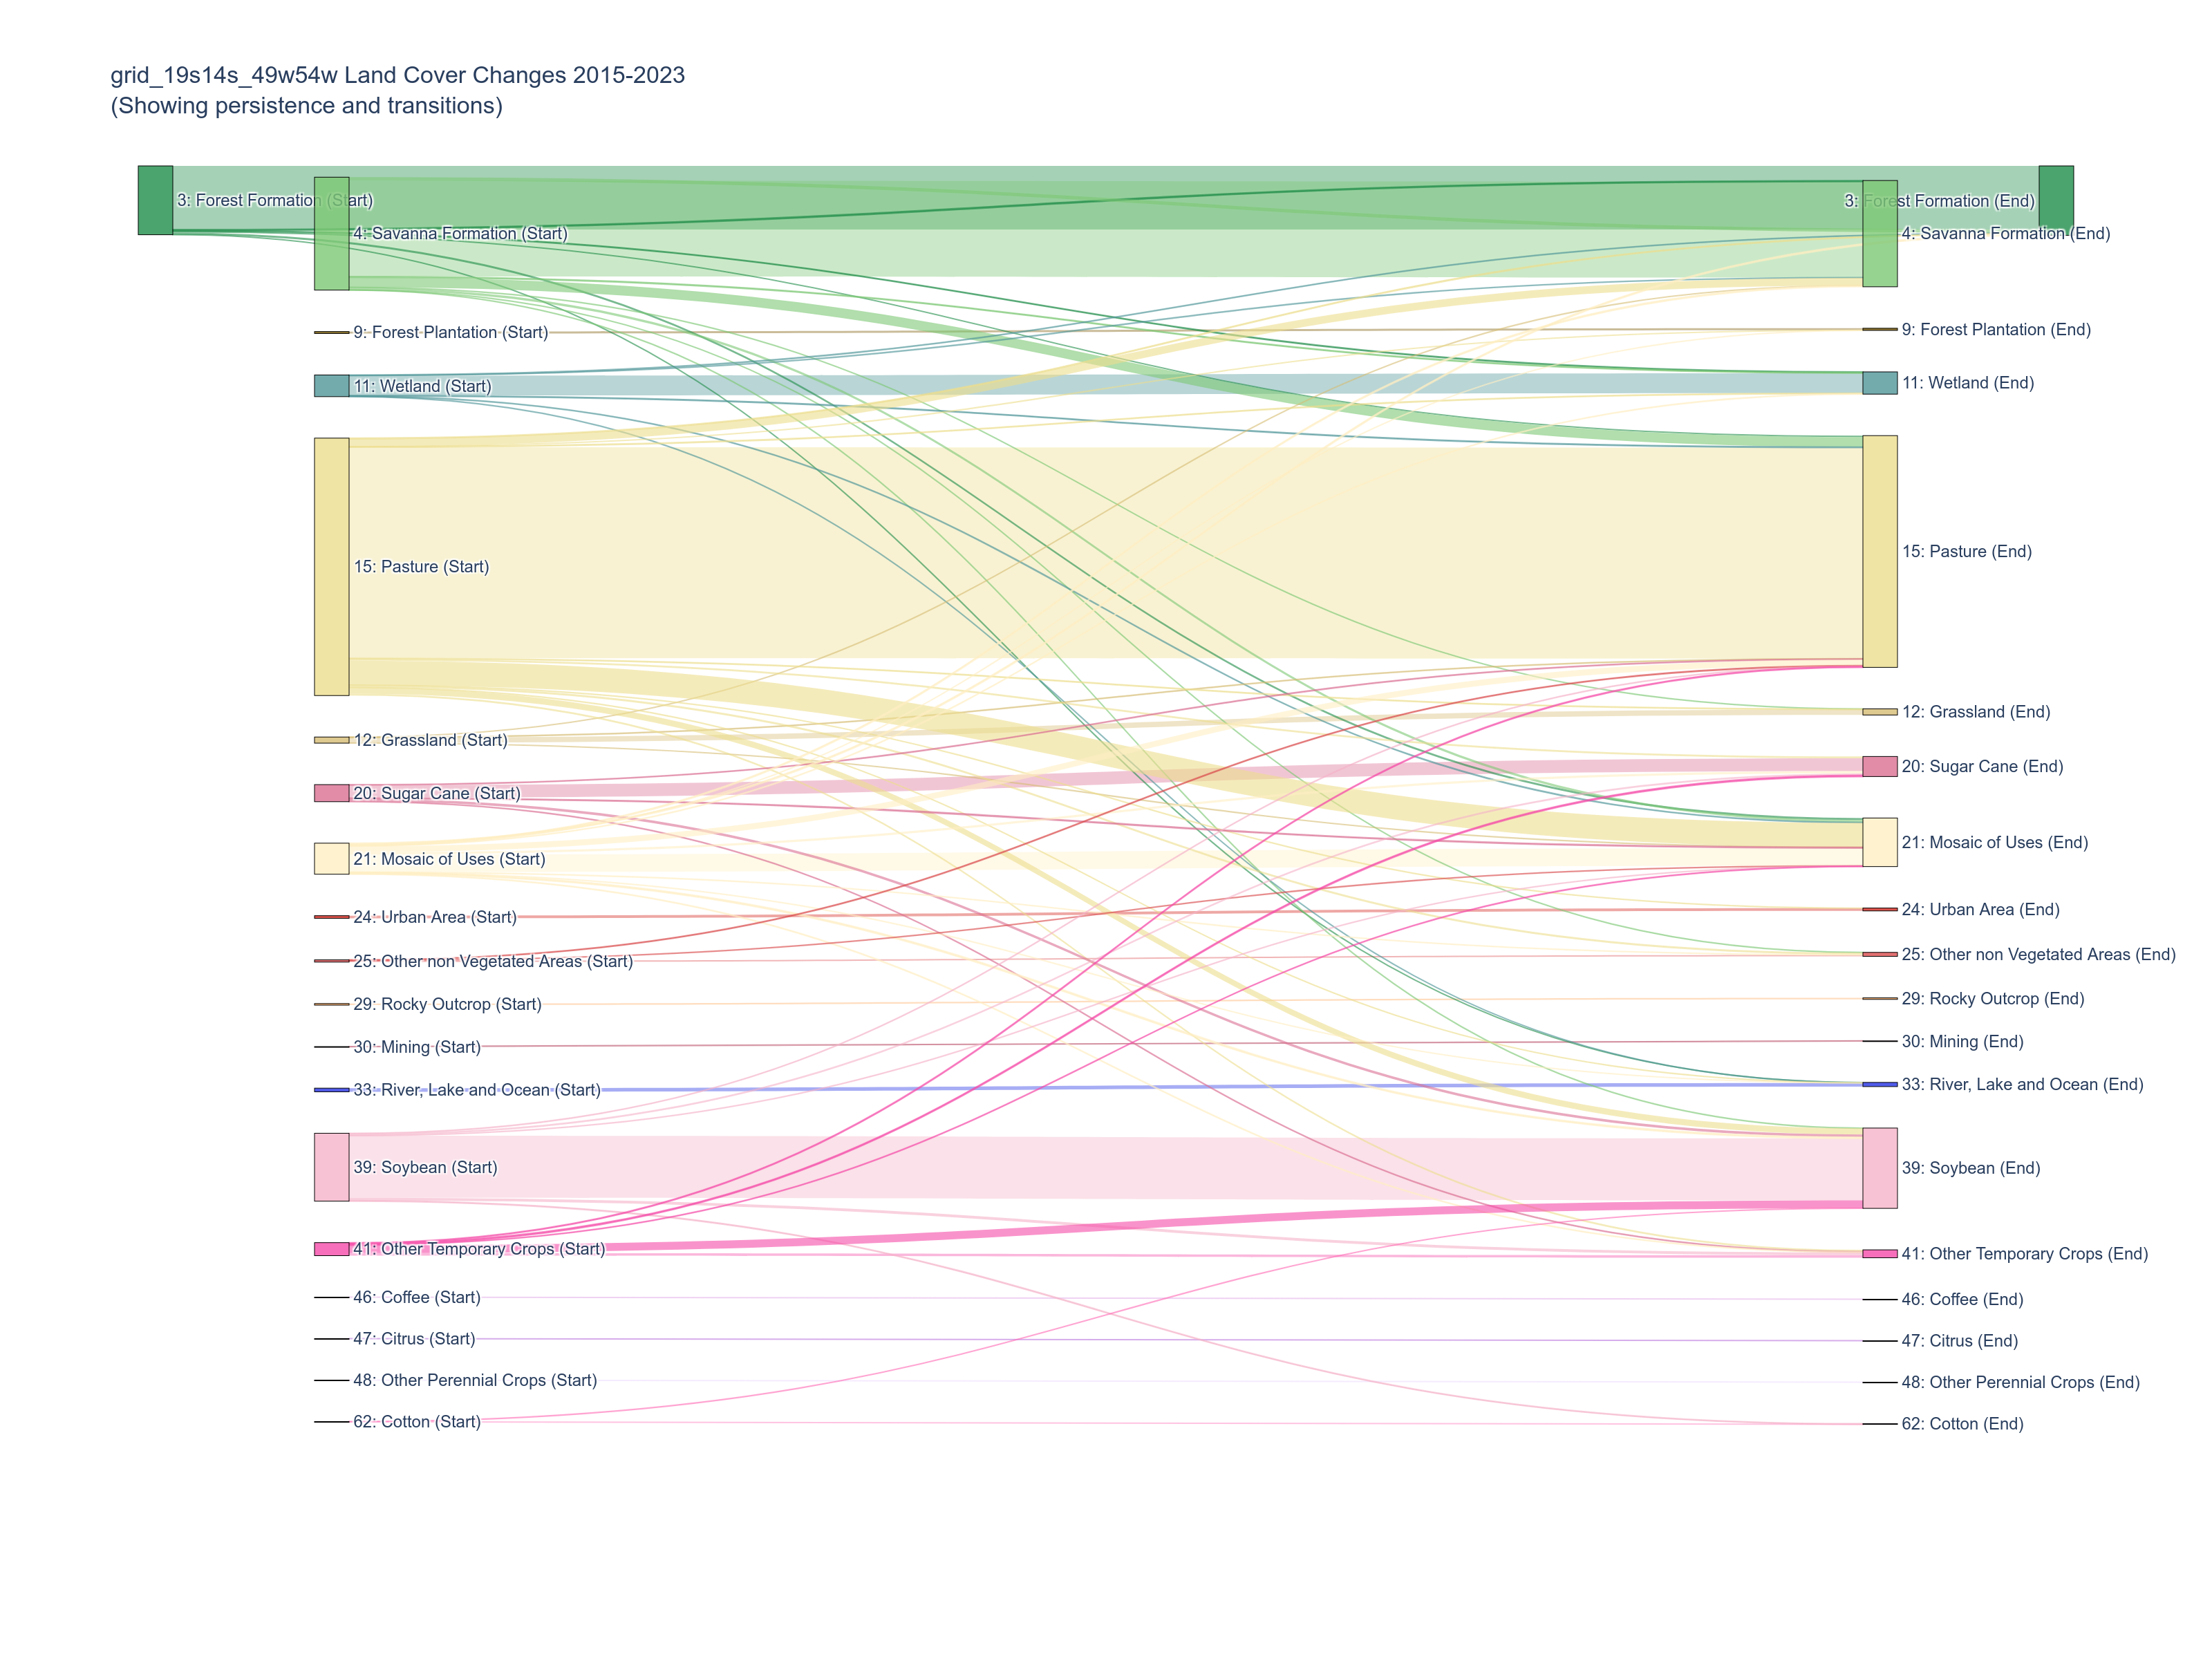 grid_19s14s_49w54w Land Cover Changes 2015-2023
(Showing persistence and transitions)
3: Forest Formation (Start)
3: Forest Formation (End)
4: Savanna Formation (Start)
4: Savanna Formation (End)
9: Forest Plantation (Start)
9: Forest Plantation (End)
11: Wetland (Start)
11: Wetland (End)
15: Pasture (Start)
15: Pasture (End)
12: Grassland (Start)
12: Grassland (End)
20: Sugar Cane (Start)
20: Sugar Cane (End)
21: Mosaic of Uses (Start)
21: Mosaic of Uses (End)
24: Urban Area (Start)
24: Urban Area (End)
25: Other non Vegetated Areas (Start)
25: Other non Vegetated Areas (End)
29: Rocky Outcrop (Start)
29: Rocky Outcrop (End)
30: Mining (Start)
30: Mining (End)
33: River, Lake and Ocean (Start)
33: River, Lake and Ocean (End)
39: Soybean (Start)
39: Soybean (End)
41: Other Temporary Crops (Start)
41: Other Temporary Crops (End)
46: Coffee (Start)
46: Coffee (End)
47: Citrus (Start)
47: Citrus (End)
48: Other Perennial Crops (Start)
48: Other Perennial Crops (End)
62: Cotton (Start)
62: Cotton (End)